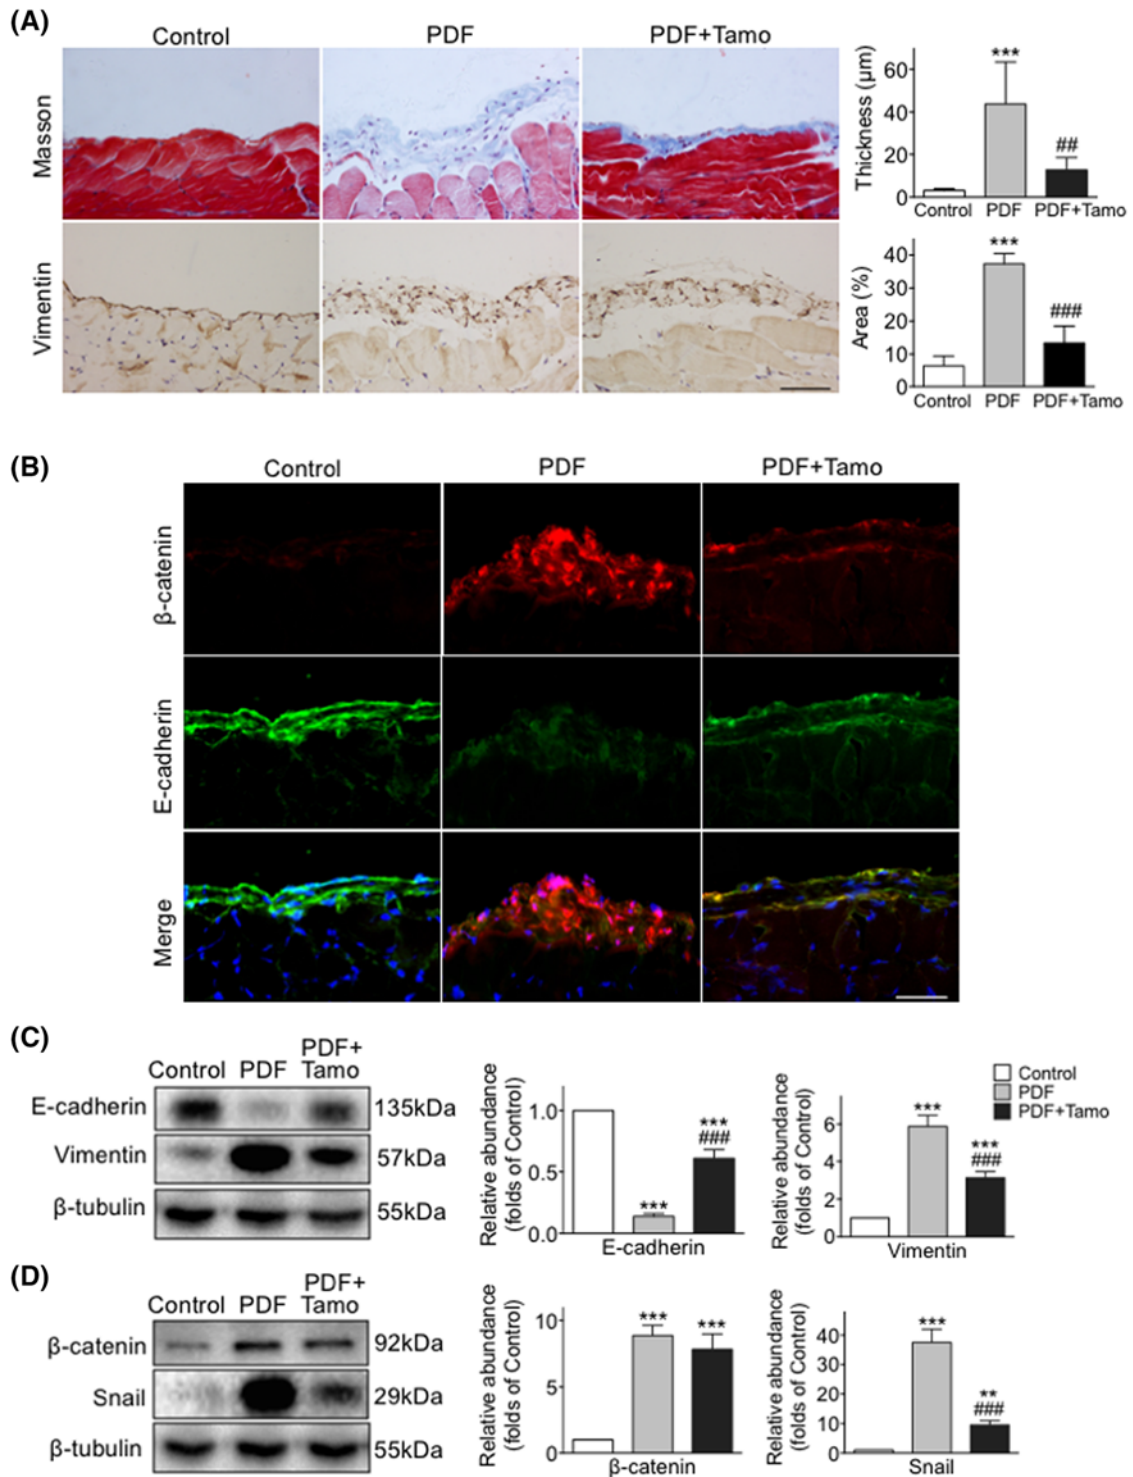 (A)
Control PDF PDF+Tamo
Masson
Thickness (μm)
60
40
20
0
***
##
Control PDF PDF+Tamo
Vimentin
Area (%)
40
30
20
10
0
***
###
Control PDF PDF+Tamo
(B)
Control PDF PDF+Tamo
β-catenin
E-cadherin
Merge
(C)
Control PDF PDF+
Tamo
E-cadherin 135kDa
Vimentin 57kDa
β-tubulin 55kDa
Relative abundance
(folds of Control)
1.0
0.5
0.0
***
***
###
E-cadherin
Relative abundance
(folds of Control)
6
4
2
0
***
***
###
Vimentin
Control
PDF
PDF+Tamo
(D)
Control PDF PDF+
Tamo
β-catenin 92kDa
Snail 29kDa
β-tubulin 55kDa
Relative abundance
(folds of Control)
10
5
0
***
***
β-catenin
Relative abundance
(folds of Control)
40
30
20
10
0
***
**
###
Snail